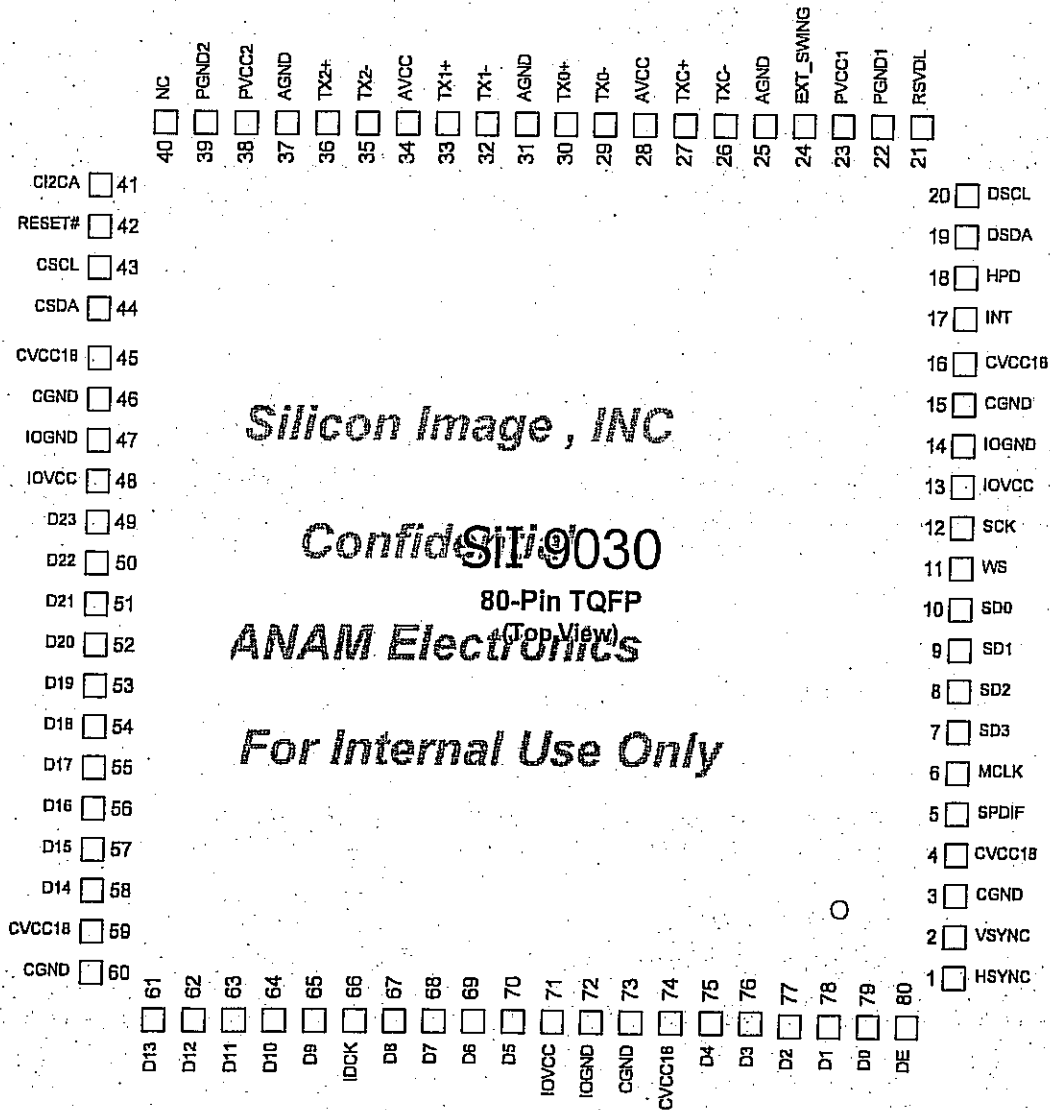 NC PGND2 PVCC2 AGND TX2+ TX2- AVCC TX1+ TX1- AGND TX0+ TX0- AVCC TXC+ TXC- AGND EXT_SWING PVCC1 PGND1 RSVDL
40 39 38 37 36 35 34 33 32 31 30 29 28 27 26 25 24 23 22 21
CI2CA 41
RESET# 42
CSCL 43
CSDA 44
CVCC18 45
CGND 46
IOGND 47
IOVCC 48
D23 49
D22 50
D21 51
D20 52
D19 53
D18 54
D17 55
D16 56
D15 57
D14 58
CVCC18 59
CGND 60
20 DSCL
19 DSDA
18 HPD
17 INT
16 CVCC18
15 CGND
14 IOGND
13 IOVCC
12 SCK
11 WS
10 SD0
9 SD1
8 SD2
7 SD3
6 MCLK
5 SPDIF
4 CVCC18
3 CGND
2 VSYNC
1 HSYNC
Silicon Image , INC
Confidential
SiI 9030
80-Pin TQFP
(Top View)
ANAM Electronics
For Internal Use Only
61 62 63 64 65 66 67 68 69 70 71 72 73 74 75 76 77 78 79 80
D13 D12 D11 D10 D9 IDCK D8 D7 D6 D5 IOVCC IOGND CGND CVCC18 D4 D3 D2 D1 D0 DE